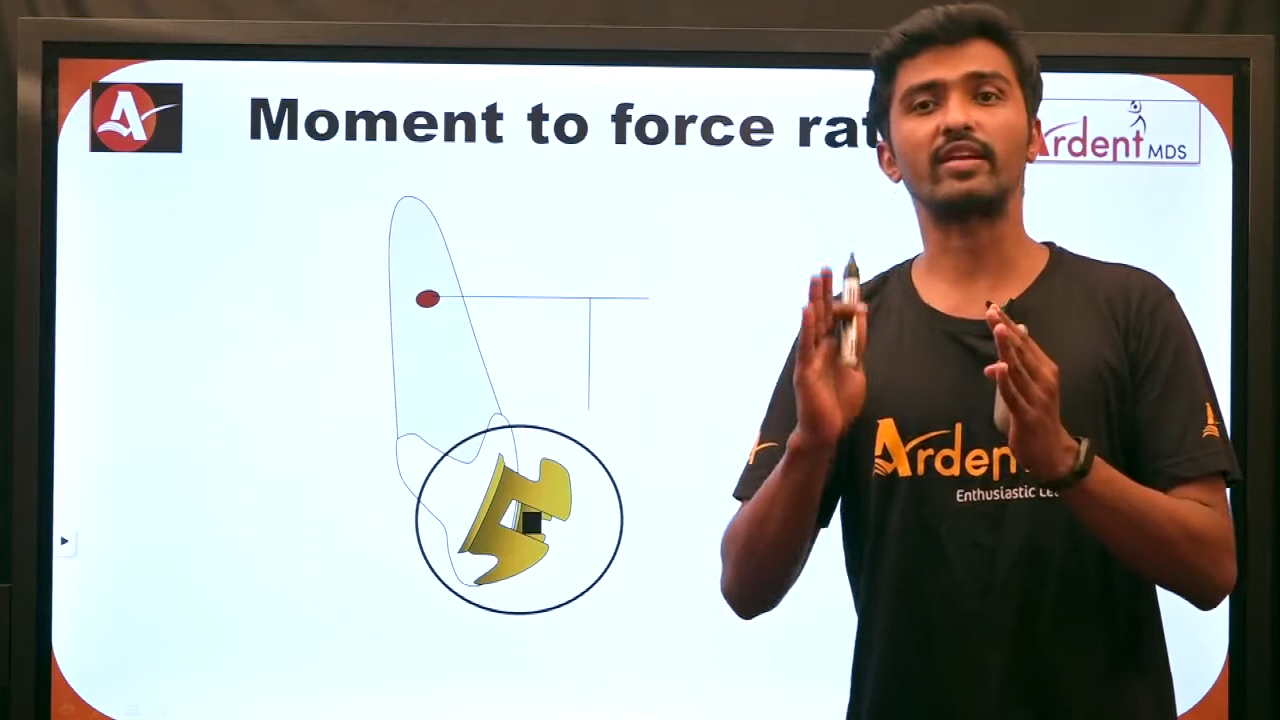 A
Moment to force rat
Ardent MDS
Arden
Enthusiastic Le